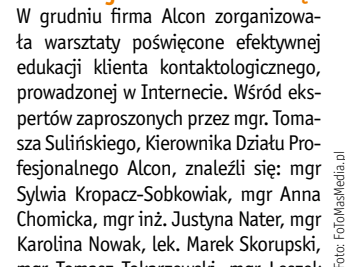 W grudniu firma Alcon zorganizowa-
ła warsztaty poświęcone efektywnej
edukacji klienta kontaktologicznego,
prowadzonej w Internecie. Wśród eks-
pertów zaproszonych przez mgr. Toma-
sza Sulińskiego, Kierownika Działu Pro-
fesjonalnego Alcon, znaleźli się: mgr
Sylwia Kropacz-Sobkowiak, mgr Anna
Chomicka, mgr inż. Justyna Nater, mgr
Karolina Nowak, lek. Marek Skorupski,
mgr Tomasz Tokarzewski, mgr Leszek
Foto: FoToMasMedia.pl